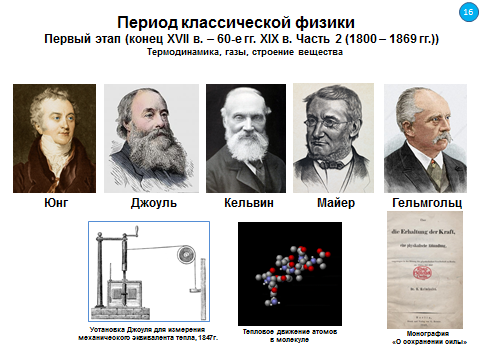 16
Период классической физики
Первый этап (конец XVII в. – 60-е гг. XIX в. Часть 2 (1800 – 1869 гг.))
Термодинамика, газы, строение вещества
Юнг
Джоуль
Кельвин
Майер
Гельмгольц
die Erhaltung der Kraft,
Установка Джоуля для измерения
механического эквивалента тепла, 1847г.
Тепловое движение атомов
в молекуле
Монография
«О сохранении силы»